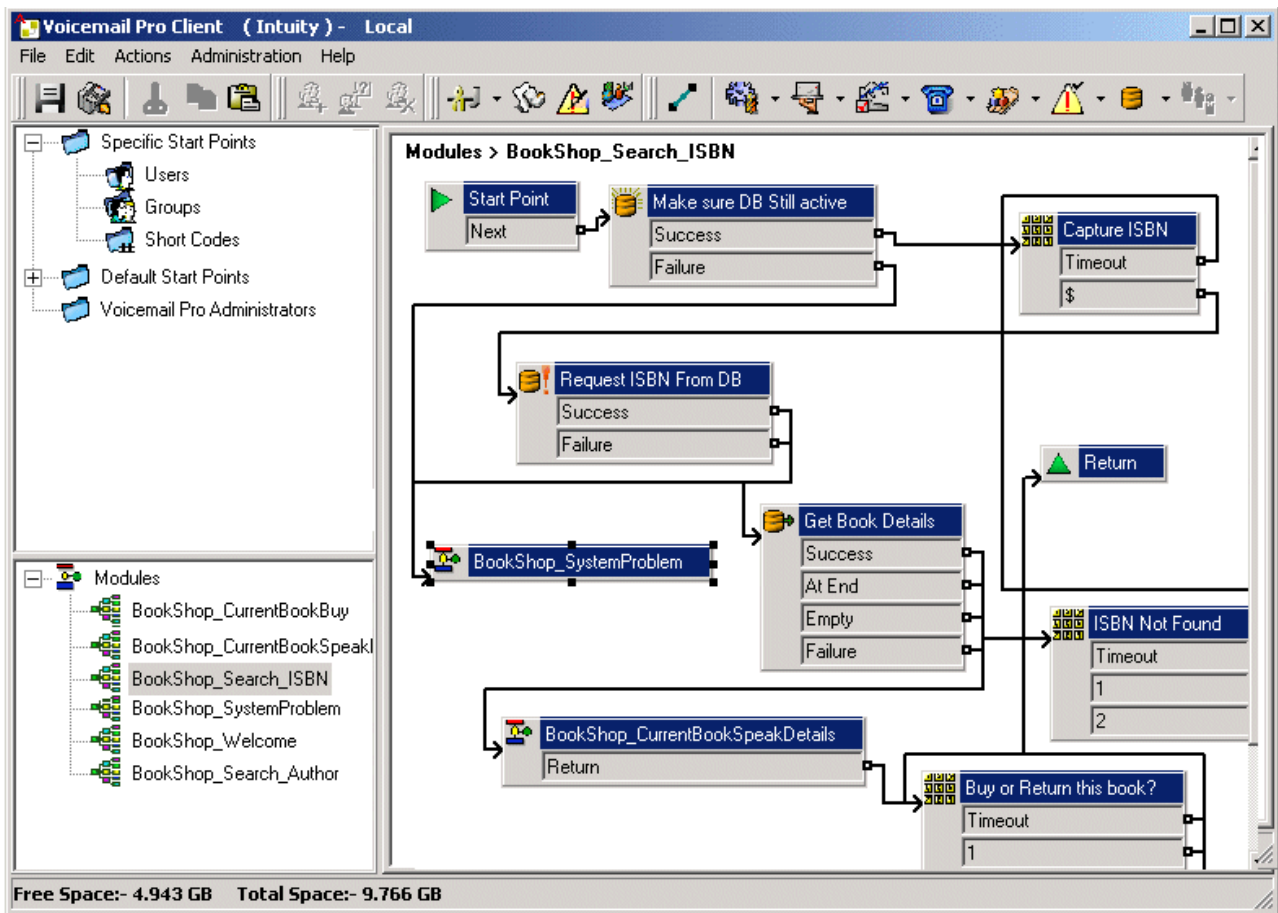 Voicemail Pro Client   ( Intuity ) -   Local
File   Edit   Actions   Administration   Help
Specific Start Points
Users
Groups
Short Codes
Default Start Points
Voicemail Pro Administrators
Modules
BookShop_CurrentBookBuy
BookShop_CurrentBookSpeakl
BookShop_Search_ISBN
BookShop_SystemProblem
BookShop_Welcome
BookShop_Search_Author
Modules > BookShop_Search_ISBN
Start Point
Next
Make sure DB Still active
Success
Failure
Capture ISBN
Timeout
$
Request ISBN From DB
Success
Failure
Return
Get Book Details
Success
At End
Empty
Failure
BookShop_SystemProblem
ISBN Not Found
Timeout
1
2
BookShop_CurrentBookSpeakDetails
Return
Buy or Return this book?
Timeout
1
Free Space:- 4.943 GB   Total Space:- 9.766 GB